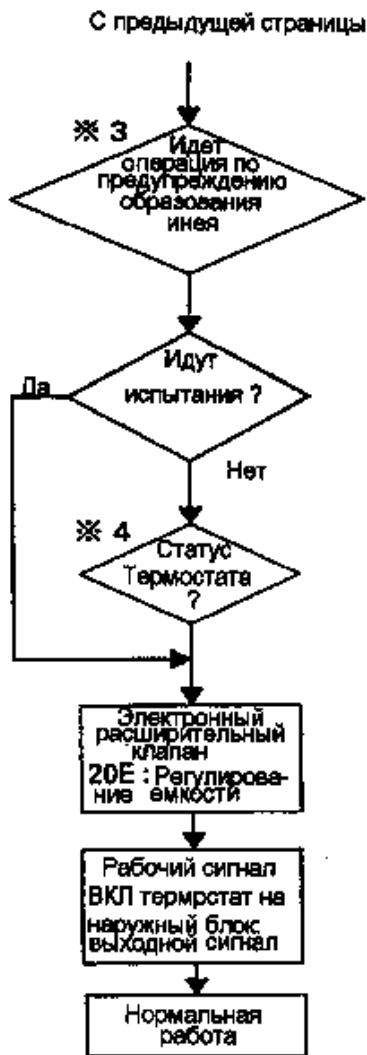 С предыдущей страницы
※ 3
Идет
операция по
предупреждению
образования
инея
Идут
Да
испытания ?
Нет
※ 4
Статус
Термостата
?
Электронный
расширительный
клапан
20E : Регулирова-
ние емкости
Рабочий сигнал
ВКЛ термрстат на
наружный блок
выходной сигнал
Нормальная
работа